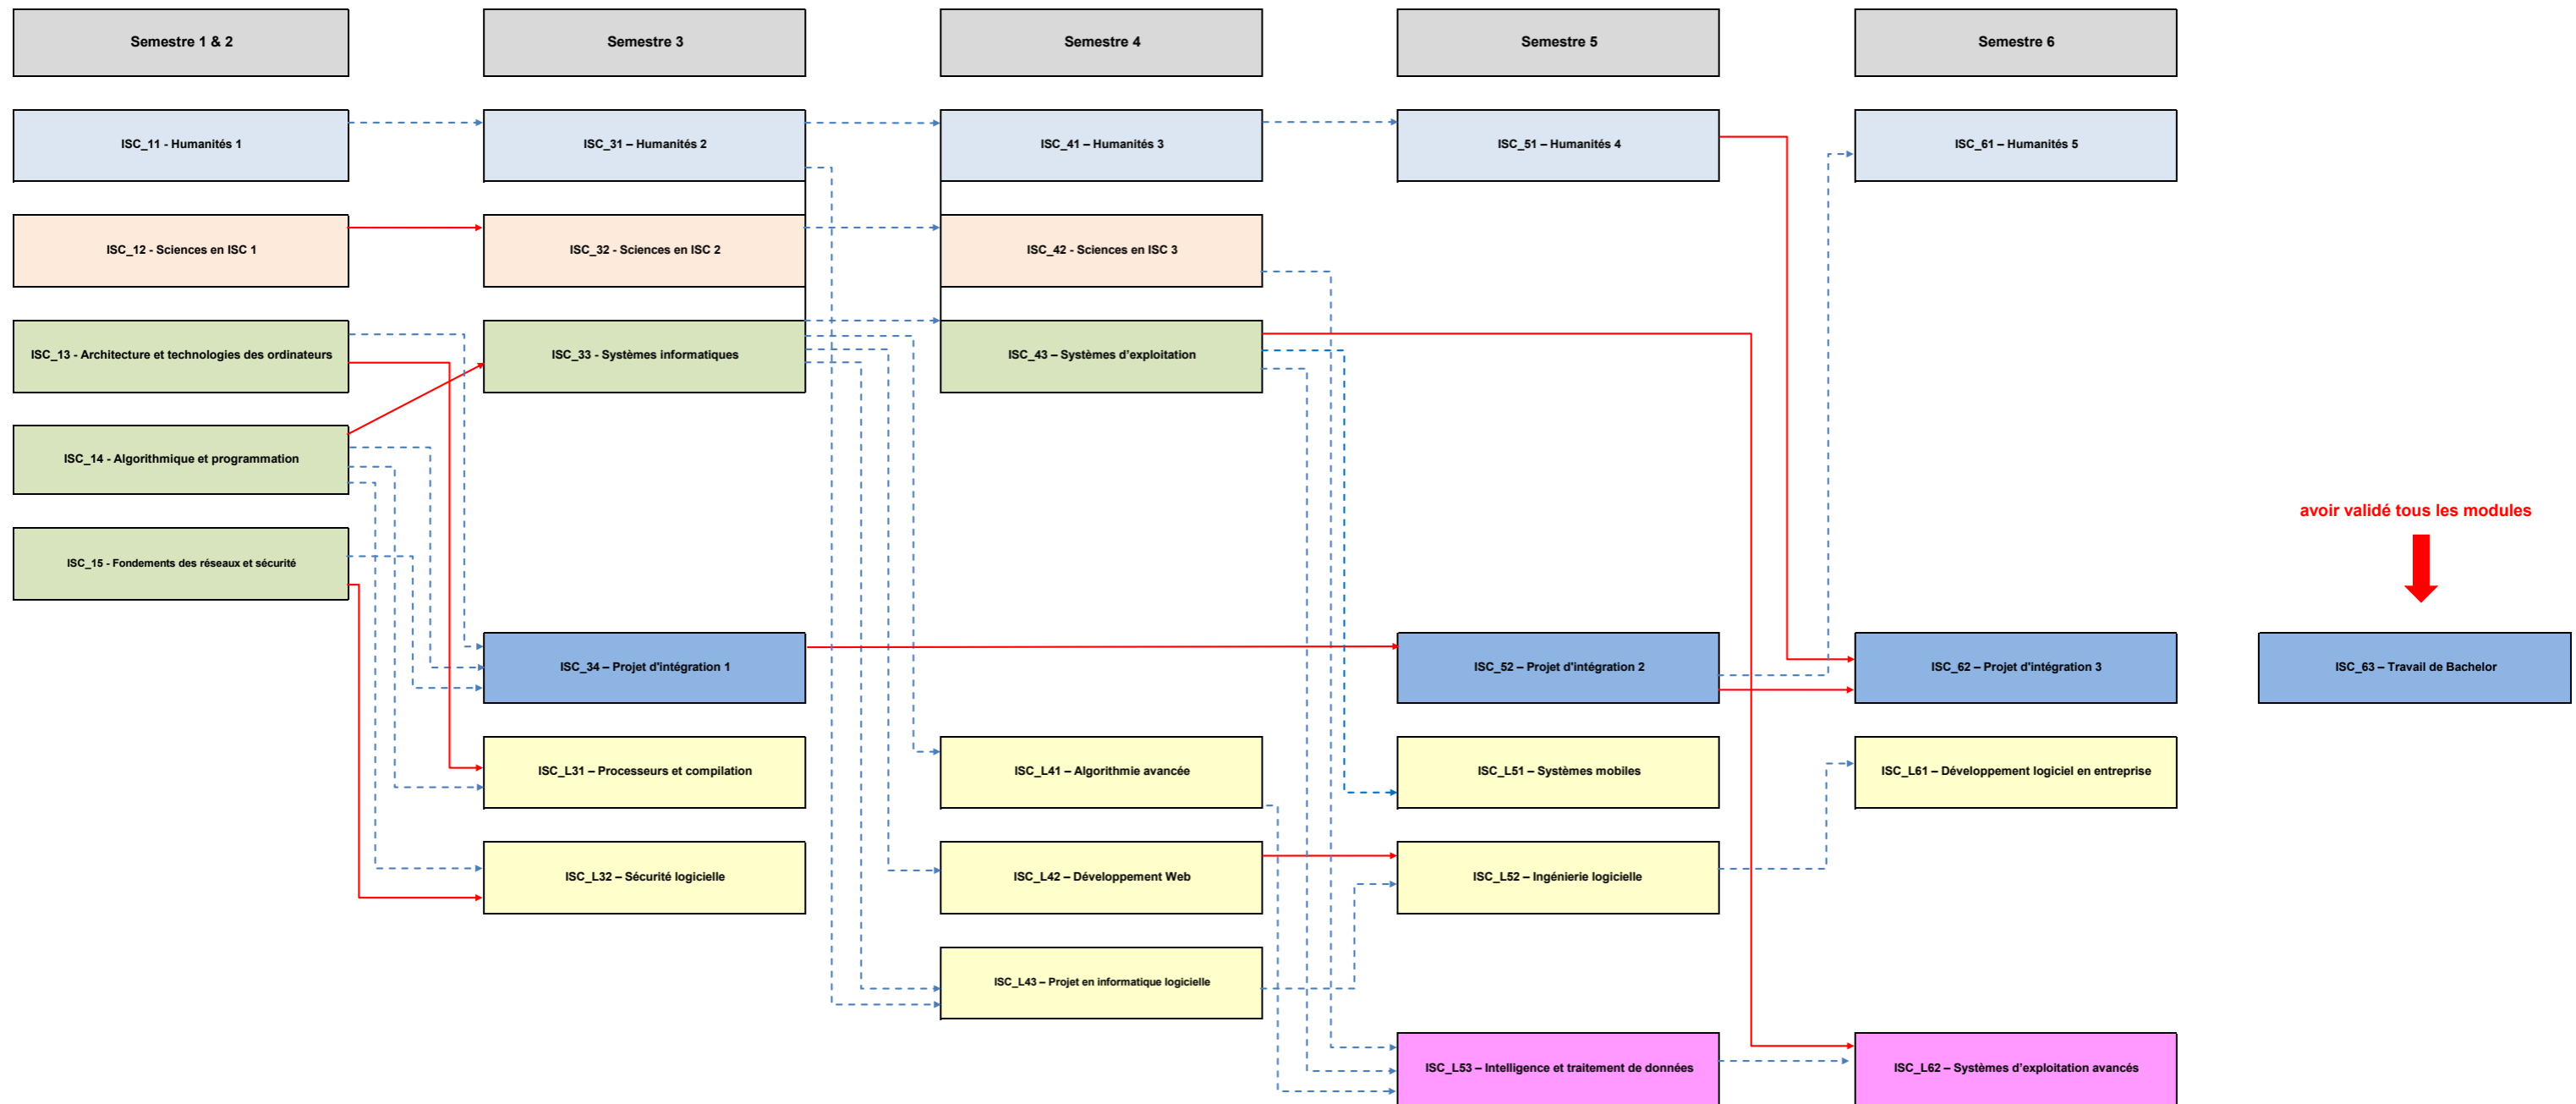 Semestre 1 & 2
Semestre 3
Semestre 4
Semestre 5
Semestre 6
ISC_11 - Humanités 1
ISC_31 – Humanités 2
ISC_41 – Humanités 3
ISC_51 – Humanités 4
ISC_61 – Humanités 5
ISC_12 - Sciences en ISC 1
ISC_32 - Sciences en ISC 2
ISC_42 - Sciences en ISC 3
ISC_13 - Architecture et technologies des ordinateurs
ISC_33 - Systèmes informatiques
ISC_43 – Systèmes d’exploitation
ISC_14 - Algorithmique et programmation
avoir validé tous les modules
ISC_15 - Fondements des réseaux et sécurité
ISC_34 – Projet d'intégration 1
ISC_52 – Projet d'intégration 2
ISC_62 – Projet d'intégration 3
ISC_63 – Travail de Bachelor
ISC_L31 – Processeurs et compilation
ISC_L41 – Algorithmie avancée
ISC_L51 – Systèmes mobiles
ISC_L61 – Développement logiciel en entreprise
ISC_L32 – Sécurité logicielle
ISC_L42 – Développement Web
ISC_L52 – Ingénierie logicielle
ISC_L43 – Projet en informatique logicielle
ISC_L53 – Intelligence et traitement de données
ISC_L62 – Systèmes d’exploitation avancés